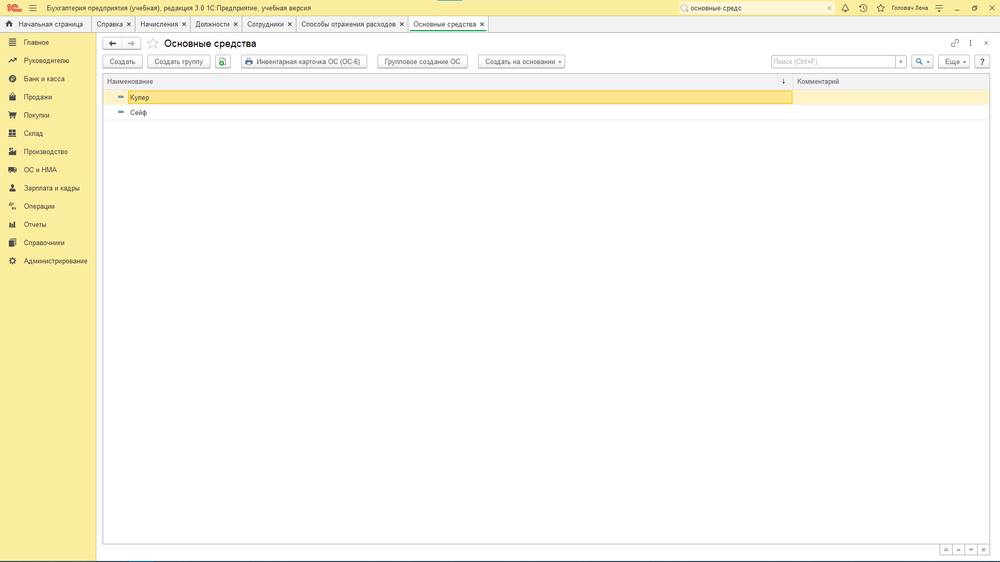 1С Бухгалтерия предприятия (учебная), редакция 3.0 1С:Предприятие, учебная версия основные средс Головач Лена
Начальная страница Справка Начисления Должности Сотрудники Способы отражения расходов Основные средства
Главное
Руководителю
Банк и касса
Продажи
Покупки
Склад
Производство
ОС и НМА
Зарплата и кадры
Дт Кт Операции
Отчеты
Справочники
Администрирование
Основные средства
Создать Создать группу Инвентарная карточка ОС (ОС-6) Групповое создание ОС Создать на основании Поиск (Ctrl+F) × Еще ?
Наименование ↓ Комментарий
Кулер
Сейф